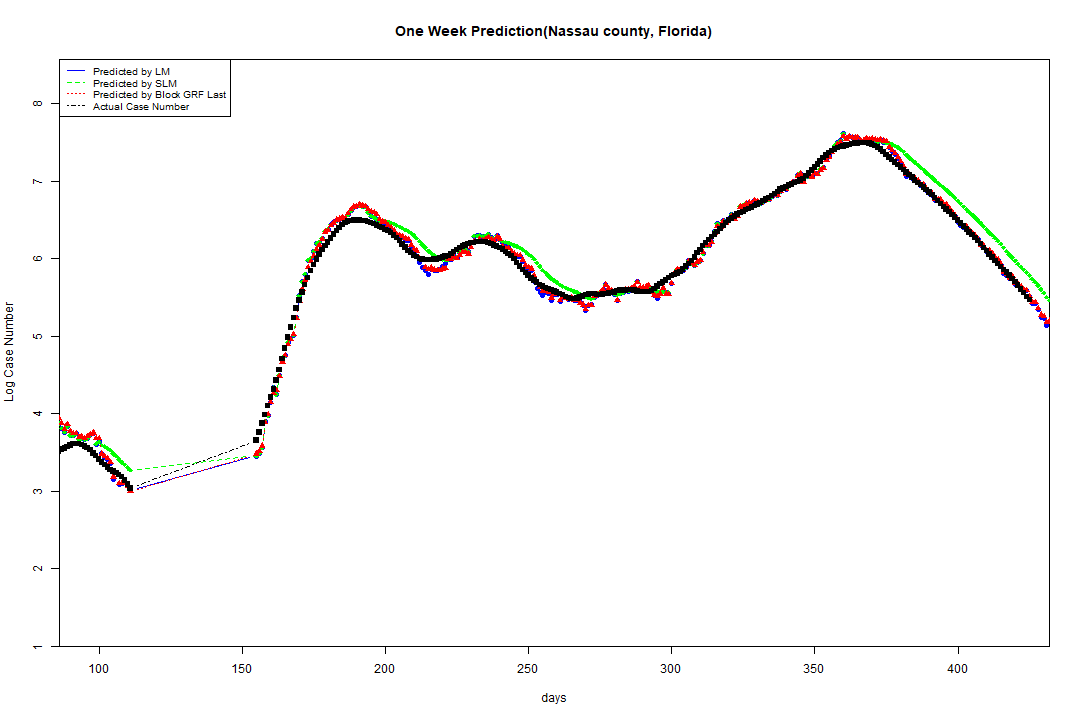 One Week Prediction(Nassau county, Florida)
Predicted by LM
Predicted by SLM
Predicted by Block GRF Last
Actual Case Number
Log Case Number
8
7
6
5
4
3
2
1
100 150 200 250 300 350 400
days